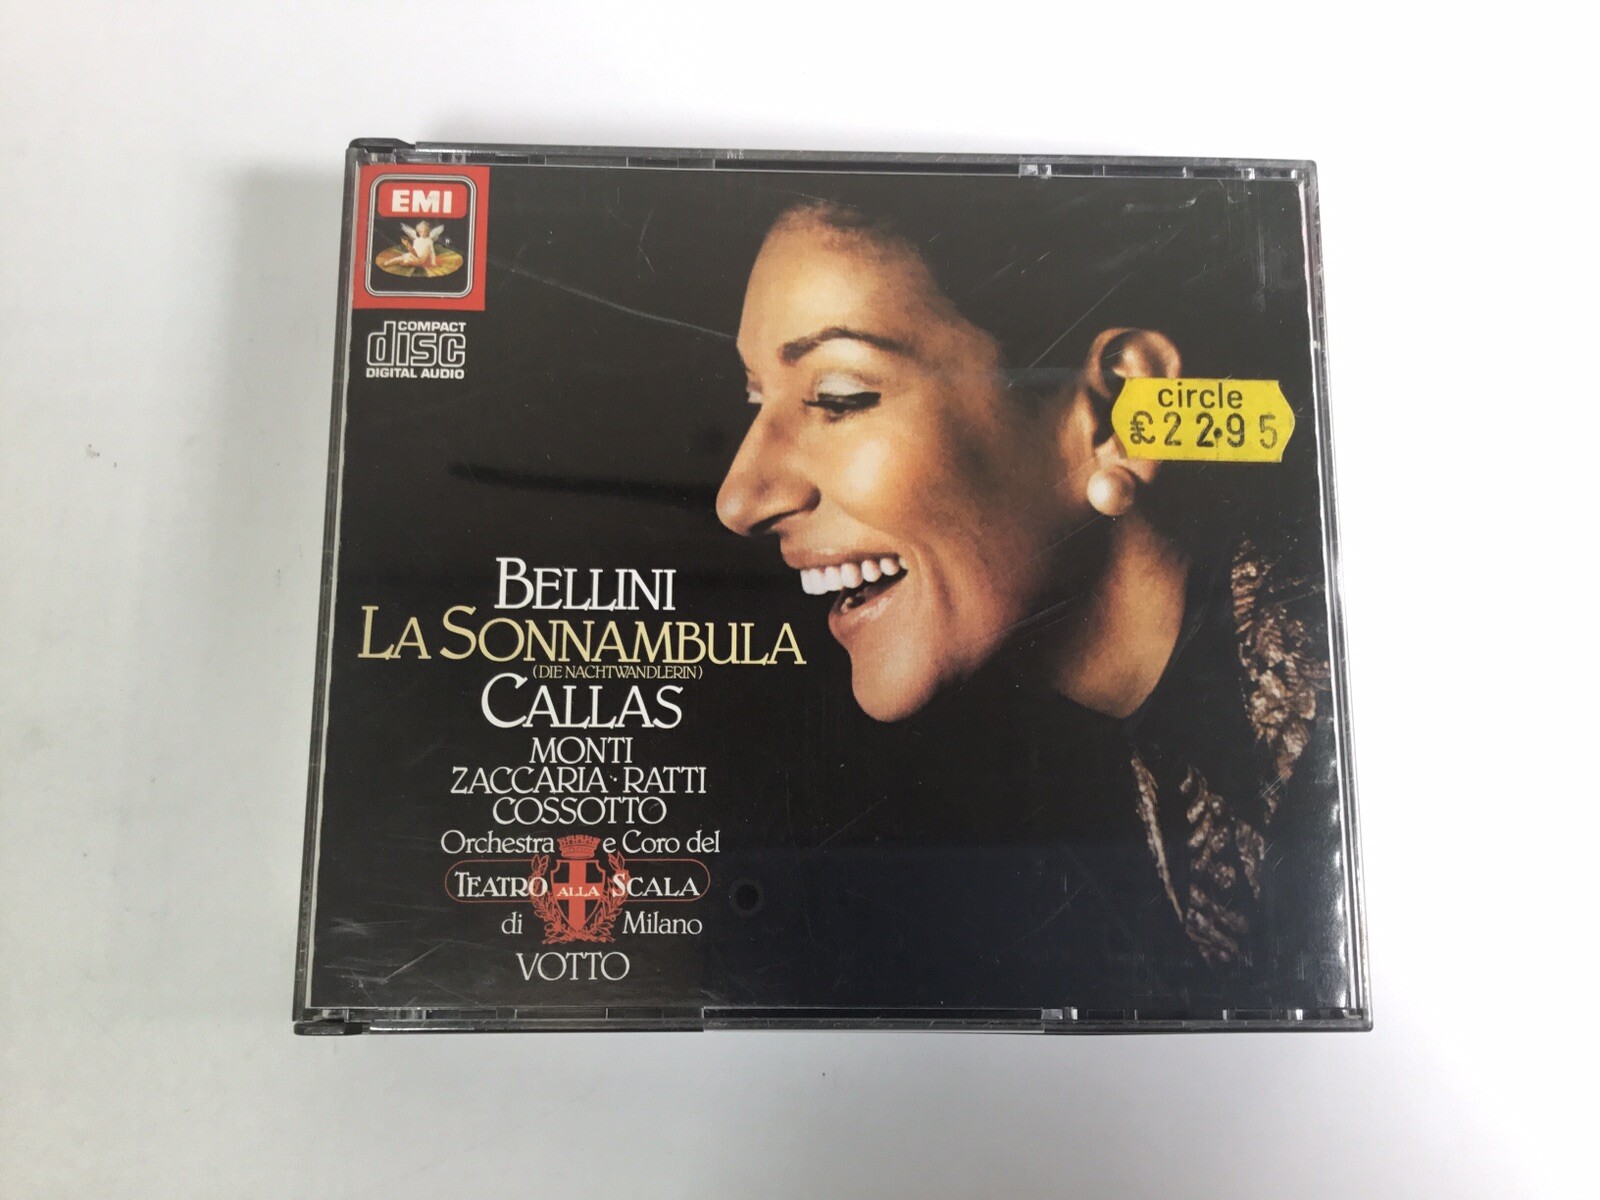 EMI
COMPACT
disc
DIGITAL AUDIO
circle
£22.95
BELLINI
LA SONNAMBULA
(DIE NACHTWANDLERIN)
CALLAS
MONTI
ZACCARIA · RATTI
COSSOTTO
Orchestra e Coro del
TEATRO ALLA SCALA
di Milano
VOTTO